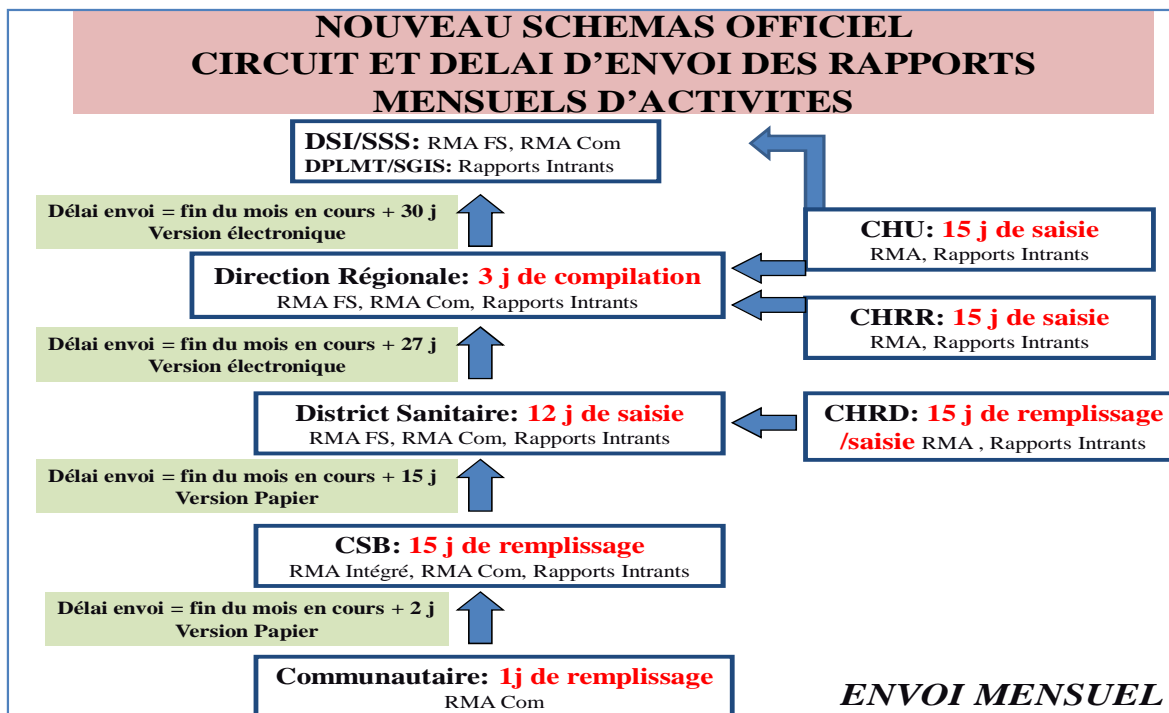 NOUVEAU SCHEMAS OFFICIEL
CIRCUIT ET DELAI D’ENVOI DES RAPPORTS
MENSUELS D’ACTIVITES
DSI/SSS: RMA FS, RMA Com
DPLMT/SGIS: Rapports Intrants
Délai envoi = fin du mois en cours + 30 j
Version électronique
CHU: 15 j de saisie
RMA, Rapports Intrants
Direction Régionale: 3 j de compilation
RMA FS, RMA Com, Rapports Intrants
CHRR: 15 j de saisie
RMA, Rapports Intrants
Délai envoi = fin du mois en cours + 27 j
Version électronique
District Sanitaire: 12 j de saisie
RMA FS, RMA Com, Rapports Intrants
CHRD: 15 j de remplissage
/saisie RMA , Rapports Intrants
Délai envoi = fin du mois en cours + 15 j
Version Papier
CSB: 15 j de remplissage
RMA Intégré, RMA Com, Rapports Intrants
Délai envoi = fin du mois en cours + 2 j
Version Papier
Communautaire: 1j de remplissage
RMA Com
ENVOI MENSUEL